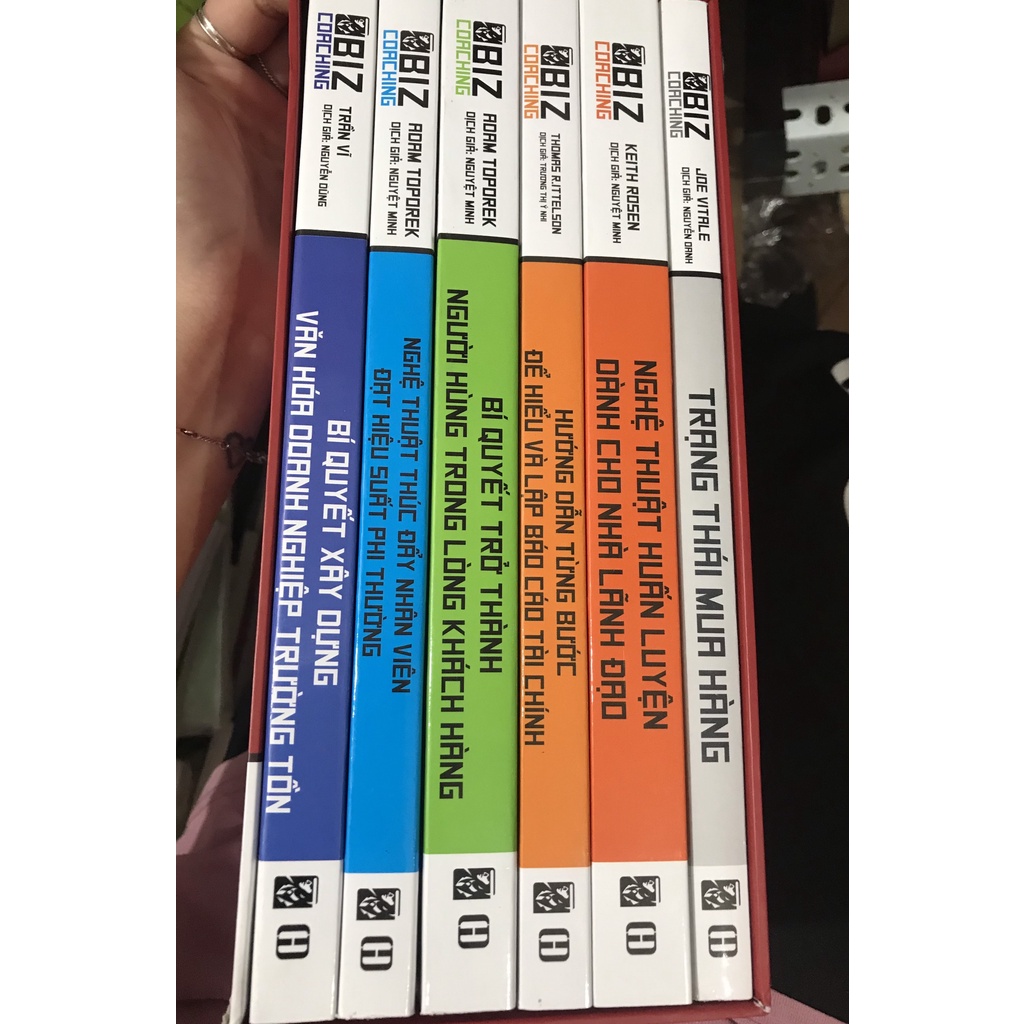 BIZ
COACHING
TRẦN VĨ
DỊCH GIẢ: NGUYỄN DŨNG
BÍ QUYẾT XÂY DỰNG
VĂN HÓA DOANH NGHIỆP TRƯỜNG TỒN
BIZ
COACHING
ADAM TOPOREK
DỊCH GIẢ: NGUYỆT MINH
NGHỆ THUẬT THÚC ĐẨY NHÂN VIÊN
ĐẠT HIỆU SUẤT PHI THƯỜNG
BIZ
COACHING
ADAM TOPOREK
DỊCH GIẢ: NGUYỆT MINH
BÍ QUYẾT TRỞ THÀNH
NGƯỜI HÙNG TRONG LÒNG KHÁCH HÀNG
BIZ
COACHING
THOMAS R.ITTELSON
DỊCH GIẢ: TRƯƠNG THỊ Ý NHI
HƯỚNG DẪN TỪNG BƯỚC
ĐỂ HIỂU VÀ LẬP BÁO CÁO TÀI CHÍNH
BIZ
COACHING
KEITH ROSEN
DỊCH GIẢ: NGUYỆT MINH
NGHỆ THUẬT HUẤN LUYỆN
DÀNH CHO NHÀ LÃNH ĐẠO
BIZ
COACHING
JOE VITALE
DỊCH GIẢ: NGUYỄN DANH
TRẠNG THÁI MUA HÀNG